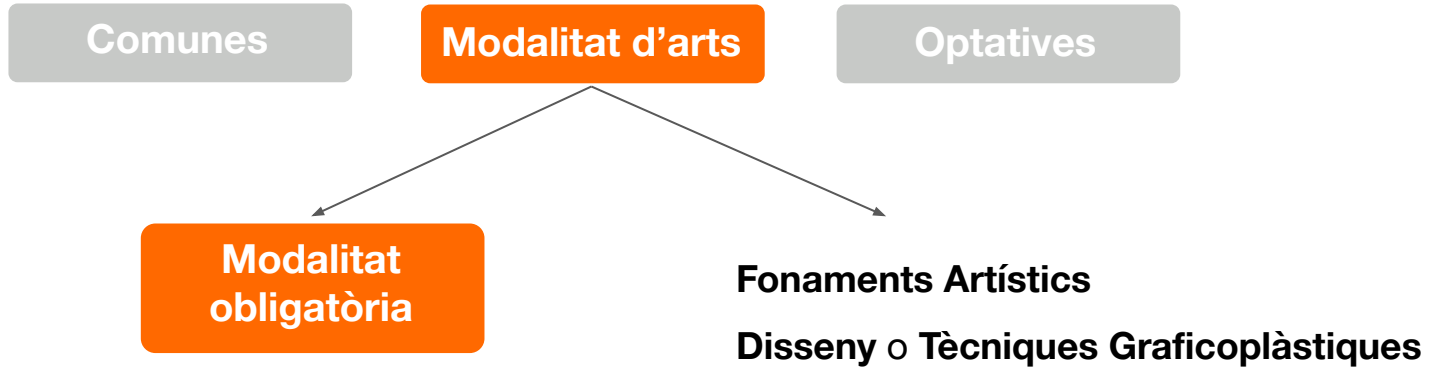 Comunes
Modalitat d’arts
Optatives
Modalitat
obligatòria
Fonaments Artístics
Disseny o Tècniques Graficoplàstiques